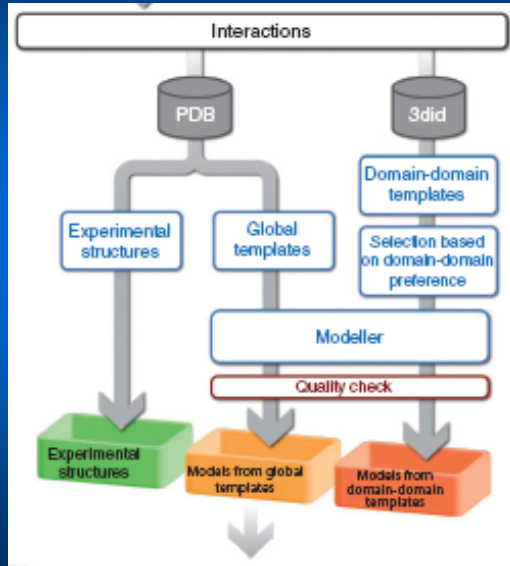 Interactions
PDB
3did
Domain-domain
templates
Experimental
structures
Global
templates
Selection based
on domain-domain
preference
Modeller
Quality check
Experimental
structures
Models from global
templates
Models from
domain-domain
templates